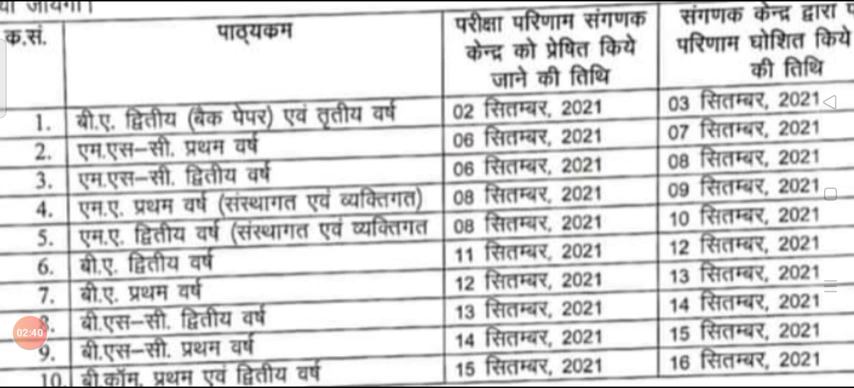 जायेगा।
क.सं. पाठ्यकम परीक्षा परिणाम संगणक केन्द्र को प्रेषित किये जाने की तिथि संगणक केन्द्र द्वारा परिणाम घोशित किये की तिथि
1. बी.ए. द्वितीय (बैक पेपर) एवं तृतीय वर्ष 02 सितम्बर, 2021 03 सितम्बर, 2021
2. एम.एस–सी. प्रथम वर्ष 06 सितम्बर, 2021 07 सितम्बर, 2021
3. एम.एस–सी. द्वितीय वर्ष 06 सितम्बर, 2021 08 सितम्बर, 2021
4. एम.ए. प्रथम वर्ष (संस्थागत एवं व्यक्तिगत) 08 सितम्बर, 2021 09 सितम्बर, 2021
5. एम.ए. द्वितीय वर्ष (संस्थागत एवं व्यक्तिगत 08 सितम्बर, 2021 10 सितम्बर, 2021
6. बी.ए. द्वितीय वर्ष 11 सितम्बर, 2021 12 सितम्बर, 2021
7. बी.ए. प्रथम वर्ष 12 सितम्बर, 2021 13 सितम्बर, 2021
02:40 8. बी.एस–सी. द्वितीय वर्ष 13 सितम्बर, 2021 14 सितम्बर, 2021
9. बी.एस–सी. प्रथम वर्ष 14 सितम्बर, 2021 15 सितम्बर, 2021
10. बी.कॉम. प्रथम एवं द्वितीय वर्ष 15 सितम्बर, 2021 16 सितम्बर, 2021